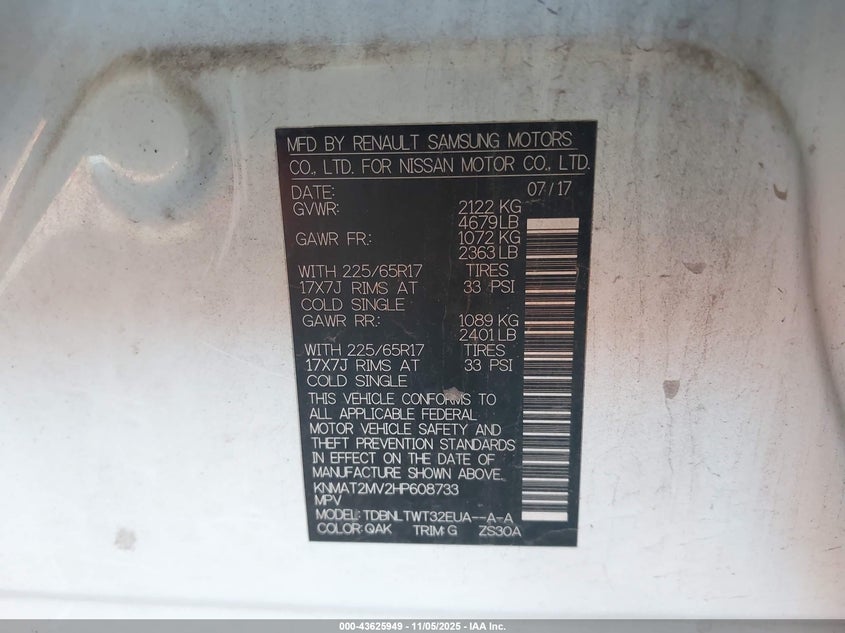 MFD BY RENAULT SAMSUNG MOTORS
CO., LTD. FOR NISSAN MOTOR CO., LTD.
DATE: 07/17
GVWR: 2122 KG
4679 LB
GAWR FR.: 1072 KG
2363 LB
WITH 225/65R17 TIRES
17X7J RIMS AT 33 PSI
COLD SINGLE
GAWR RR.: 1089 KG
2401 LB
WITH 225/65R17 TIRES
17X7J RIMS AT 33 PSI
COLD SINGLE
THIS VEHICLE CONFORMS TO
ALL APPLICABLE FEDERAL
MOTOR VEHICLE SAFETY AND
THEFT PREVENTION STANDARDS
IN EFFECT ON THE DATE OF
MANUFACTURE SHOWN ABOVE.
KNMAT2MV2HP608733
MPV
MODEL: TDBNLTWT32EUA--A-A
COLOR: QAK TRIM: G ZS30A
000-43625949 - 11/05/2025 - IAA Inc.